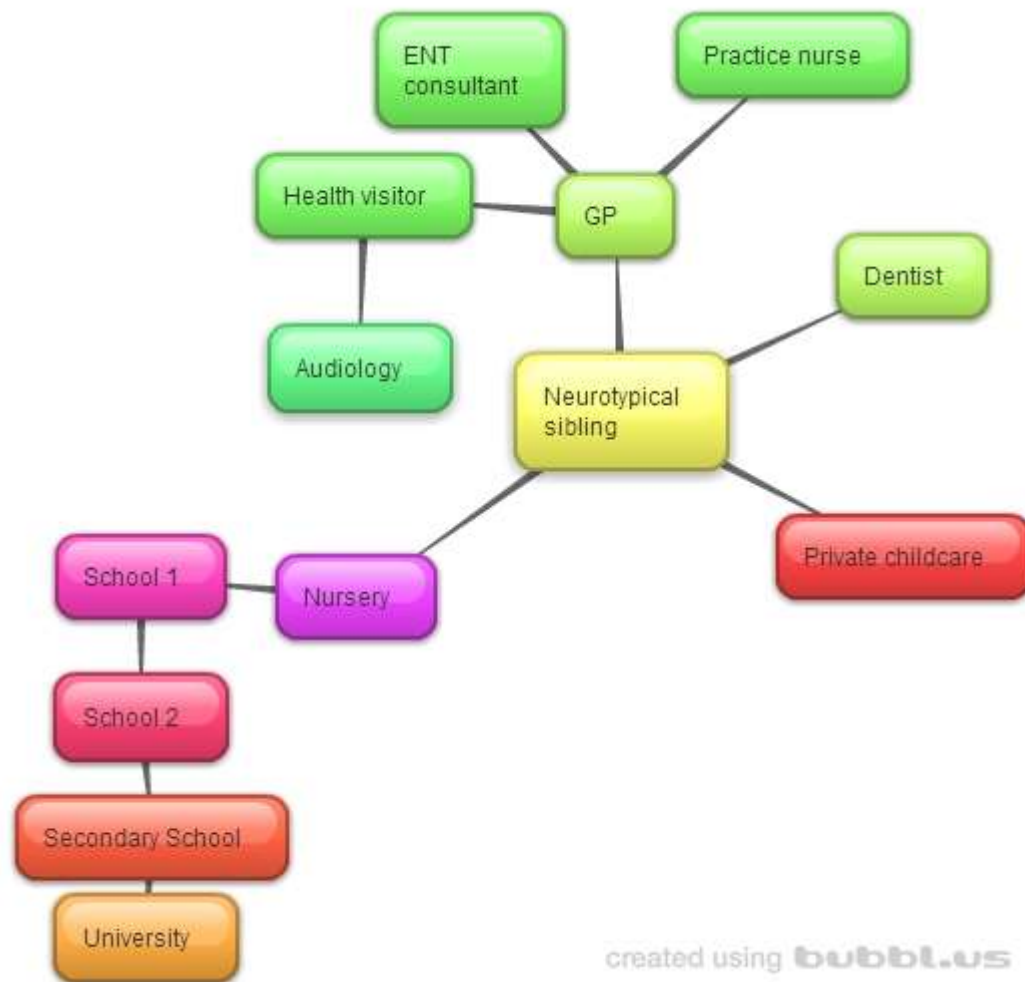 ENT
consultant
Practice nurse
Health visitor
GP
Dentist
Audiology
Neurotypical
sibling
Private childcare
School 1
Nursery
School 2
Secondary School
University
created using bubbl.us